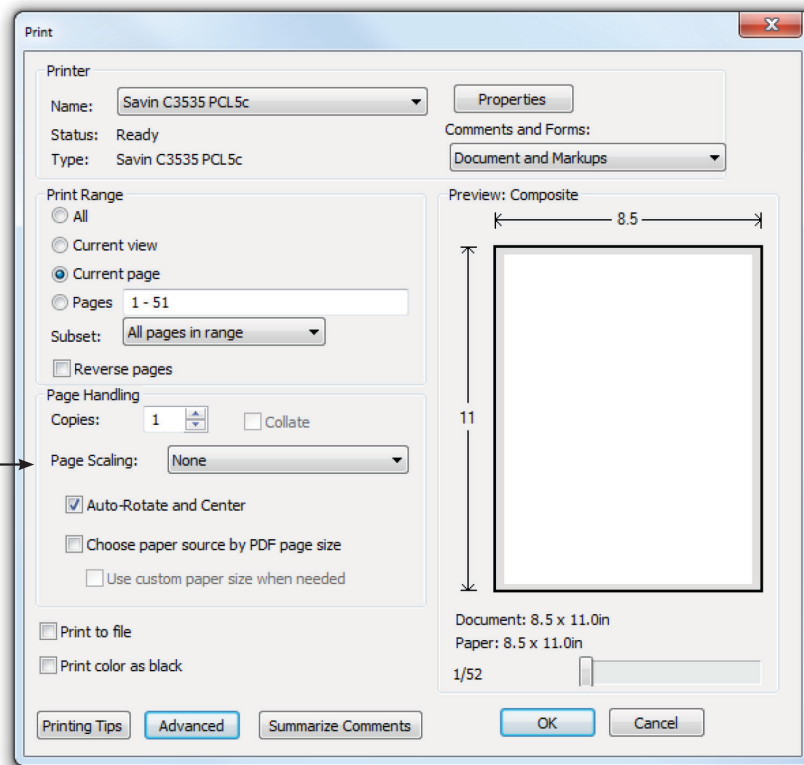 Print
Printer
Name: Savin C3535 PCL5c
Properties
Status: Ready
Comments and Forms:
Type: Savin C3535 PCL5c
Document and Markups
Print Range
All
Current view
Current page
Pages 1 - 51
Subset: All pages in range
Reverse pages
Page Handling
Copies: 1 Collate
Page Scaling: None
Auto-Rotate and Center
Choose paper source by PDF page size
Use custom paper size when needed
Print to file
Print color as black
Preview: Composite
8.5
11
Document: 8.5 x 11.0in
Paper: 8.5 x 11.0in
1/52
Printing Tips Advanced Summarize Comments OK Cancel